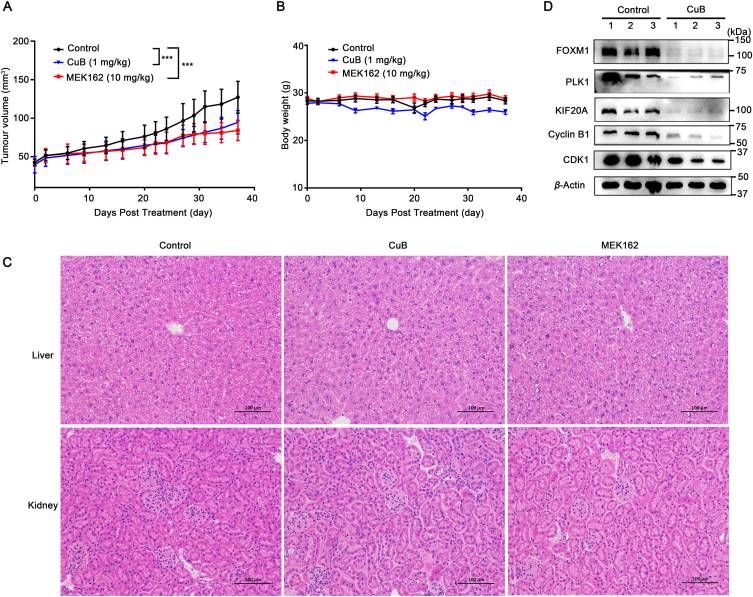 A
Tumour volume (mm³)
200
150
100
50
0
10
20
30
40
Days Post Treatment (day)
Control
CuB (1 mg/kg)
MEK162 (10 mg/kg)
***
***
B
Body weight (g)
40
30
20
10
0
10
20
30
40
Days Post Treatment (day)
Control
CuB (1 mg/kg)
MEK162 (10 mg/kg)
D
Control CuB
1 2 3 1 2 3 (kDa)
FOXM1
150
100
PLK1
75
KIF20A
100
Cyclin B1
75
50
CDK1
37
25
β-Actin
50
37
C
Control CuB MEK162
Liver
100 μm 100 μm 100 μm
Kidney
100 μm 100 μm 100 μm